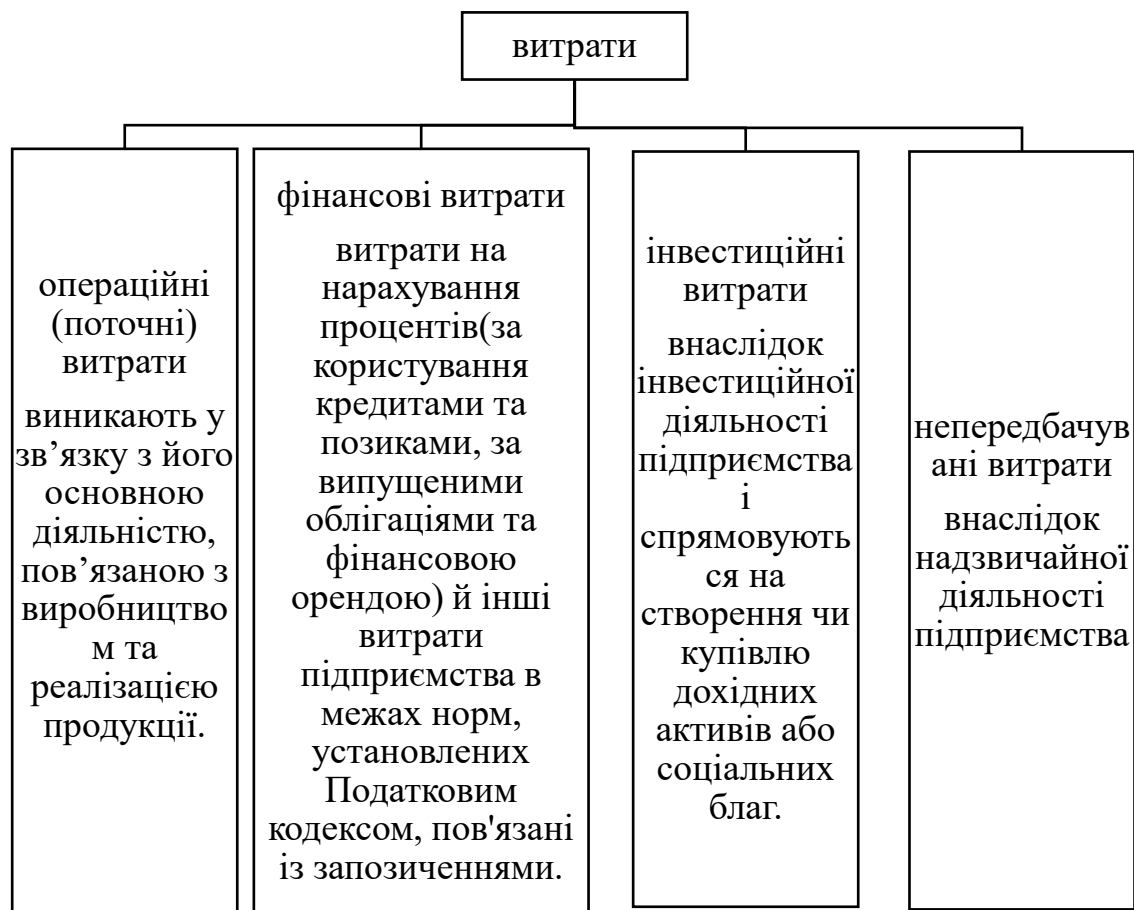 витрати
операційні
(поточні)
витрати
виникають у
зв’язку з його
основною
діяльністю,
пов’язаною з
виробництво
м та
реалізацією
продукції.
фінансові витрати
витрати на
нарахування
процентів(за
користування
кредитами та
позиками, за
випущеними
облігаціями та
фінансовою
орендою) й інші
витрати
підприємства в
межах норм,
установлених
Податковим
кодексом, пов'язані
із запозиченнями.
інвестиційні
витрати
внаслідок
інвестиційної
діяльності
підприємства
і
спрямовують
ся на
створення чи
купівлю
дохідних
активів або
соціальних
благ.
непередбачув
ані витрати
внаслідок
надзвичайної
діяльності
підприємства